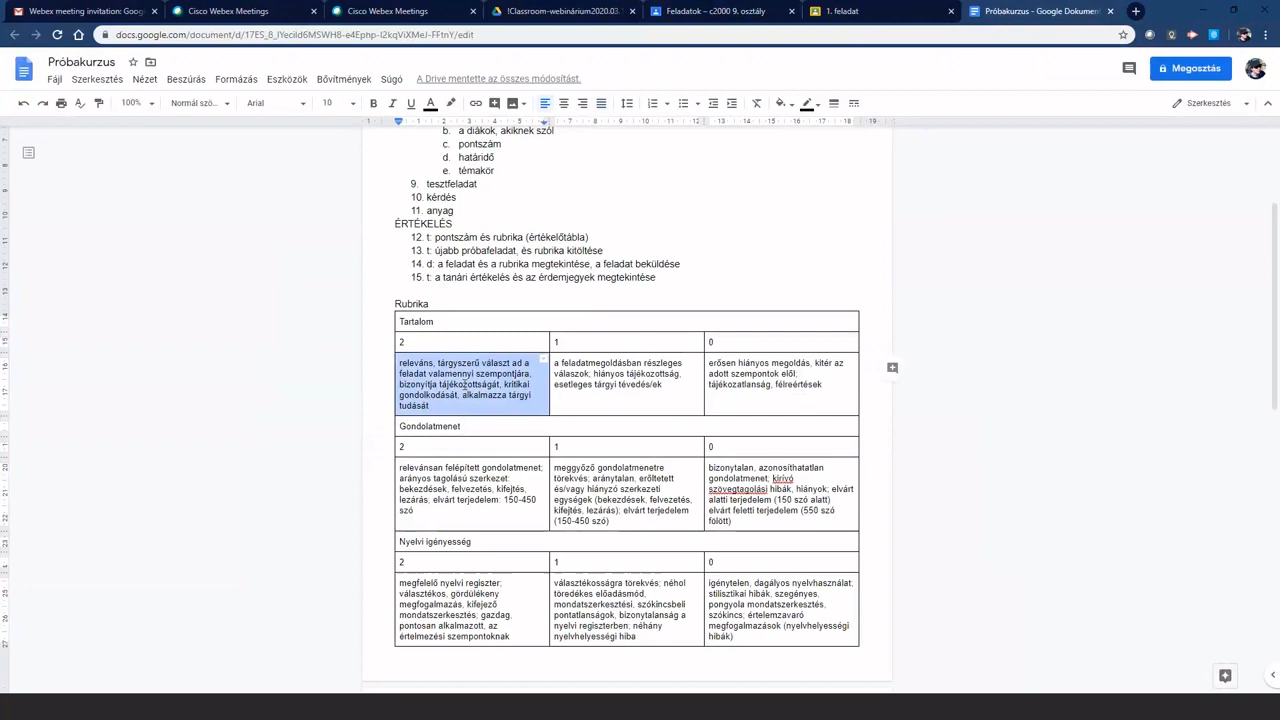 Webex meeting invitation: Gmai
Cisco Webex Meetings
Cisco Webex Meetings
!Classroom-webinárium2020.03.
Feladatok – c2000 9. osztály
1. feladat
Próbakurzus - Google Dokument
Próbakurzus
Fájl Szerkesztés Nézet Beszúrás Formázás Eszközök Bővítmények Súgó A Drive mentette az összes módosítást.
Megosztás
100% Normál szö... Arial 10
Szerkesztés
b. a diákok, akiknek szól
c. pontszám
d. határidő
e. témakör
9. tesztfeladat
10. kérdés
11. anyag
ÉRTÉKELÉS
12. t: pontszám és rubrika (értékelőtábla)
13. t: újabb próbafeladat, és rubrika kitöltése
14. d: a feladat és a rubrika megtekintése, a feladat beküldése
15. t: a tanári értékelés és az érdemjegyek megtekintése
Rubrika
Tartalom
2
1
0
releváns, tárgyszerű választ ad a
feladat valamennyi szempontjára,
bizonyítja tájékozottságát, kritikai
gondolkodását, alkalmazza tárgyi
tudását
a feladatmegoldásban részleges
válaszok; hiányos tájékozottság,
esetleges tárgyi tévedés/ek
erősen hiányos megoldás, kitér az
adott szempontok elől;
tájékozatlanság, félreértések
Gondolatmenet
2
1
0
relevánsan felépített gondolatmenet;
arányos tagolású szerkezet:
bekezdések, felvezetés, kifejtés,
lezárás; elvárt terjedelem: 150-450
szó
meggyőző gondolatmenetre
törekvés; aránytalan, erőltetett
és/vagy hiányzó szerkezeti
egységek (bekezdések, felvezetés,
kifejtés, lezárás); elvárt terjedelem
(150-450 szó)
bizonytalan, azonosíthatatlan
gondolatmenet; kirívó
szövegtagolási hibák, hiányok; elvárt
alatti terjedelem (150 szó alatt)
elvárt feletti terjedelem (550 szó
fölött)
Nyelvi igényesség
2
1
0
megfelelő nyelvi regiszter;
választékos, gördülékeny
megfogalmazás, kifejező
mondatszerkesztés; gazdag,
pontosan alkalmazott, az
értelmezési szempontoknak
választékosságra törekvés; néhol
töredékes előadásmód,
mondatszerkesztési, szókincsbeli
pontatlanságok, bizonytalanság a
nyelvi regiszterben; néhány
nyelvhelyességi hiba
igénytelen, dagályos nyelvhasználat,
stilisztikai hibák, szegényes,
pongyola mondatszerkesztés,
szókincs; értelemzavaró
megfogalmazások (nyelvhelyességi
hibák)